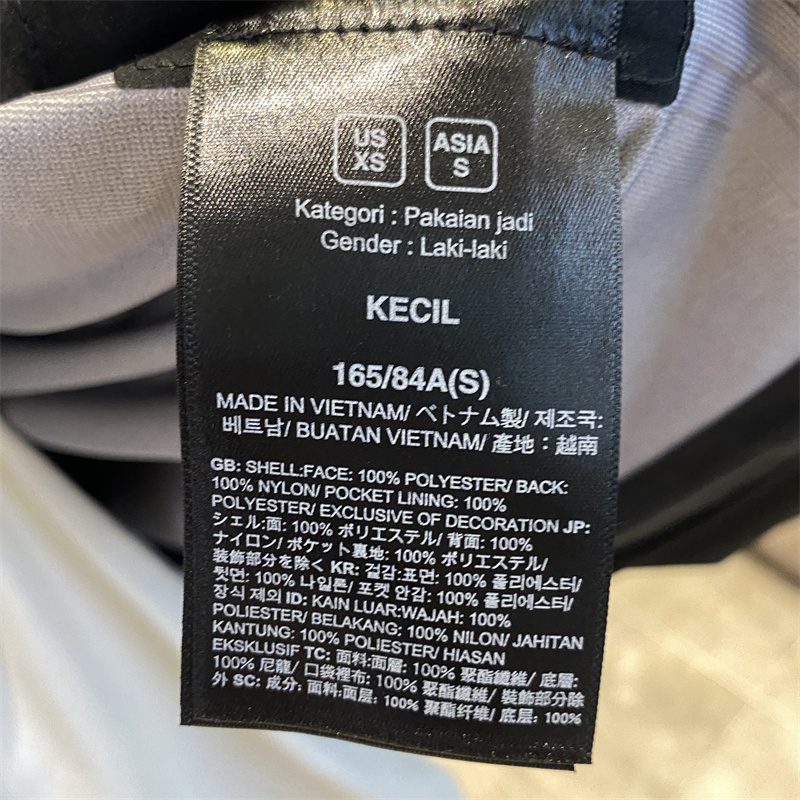 US
XS
ASIA
S
Kategori : Pakaian jadi
Gender : Laki-laki
KECIL
165/84A(S)
MADE IN VIETNAM/ ベトナム製/ 제조국:
베트남/ BUATAN VIETNAM/ 產地：越南
GB: SHELL:FACE: 100% POLYESTER/ BACK:
100% NYLON/ POCKET LINING: 100%
POLYESTER/ EXCLUSIVE OF DECORATION JP:
シェル:面: 100% ポリエステル/ 背面: 100%
ナイロン/ ポケット裏地: 100% ポリエステル/
装飾部分を除く KR: 겉감:표면: 100% 폴리에스터/
뒷면: 100% 나일론/ 포켓 안감: 100% 폴리에스터/
장식 제외 ID: KAIN LUAR:WAJAH: 100%
POLIESTER/ BELAKANG: 100% NILON/ JAHITAN
KANTUNG: 100% POLIESTER/ HIASAN
EKSKLUSIF TC: 面料:面層: 100% 聚酯纖維/ 底層:
100% 尼龍/ 口袋裡布: 100% 聚酯纖維/ 裝飾部分除
外 SC: 成分: 面料:面层: 100% 聚酯纤维/ 底层: 100%